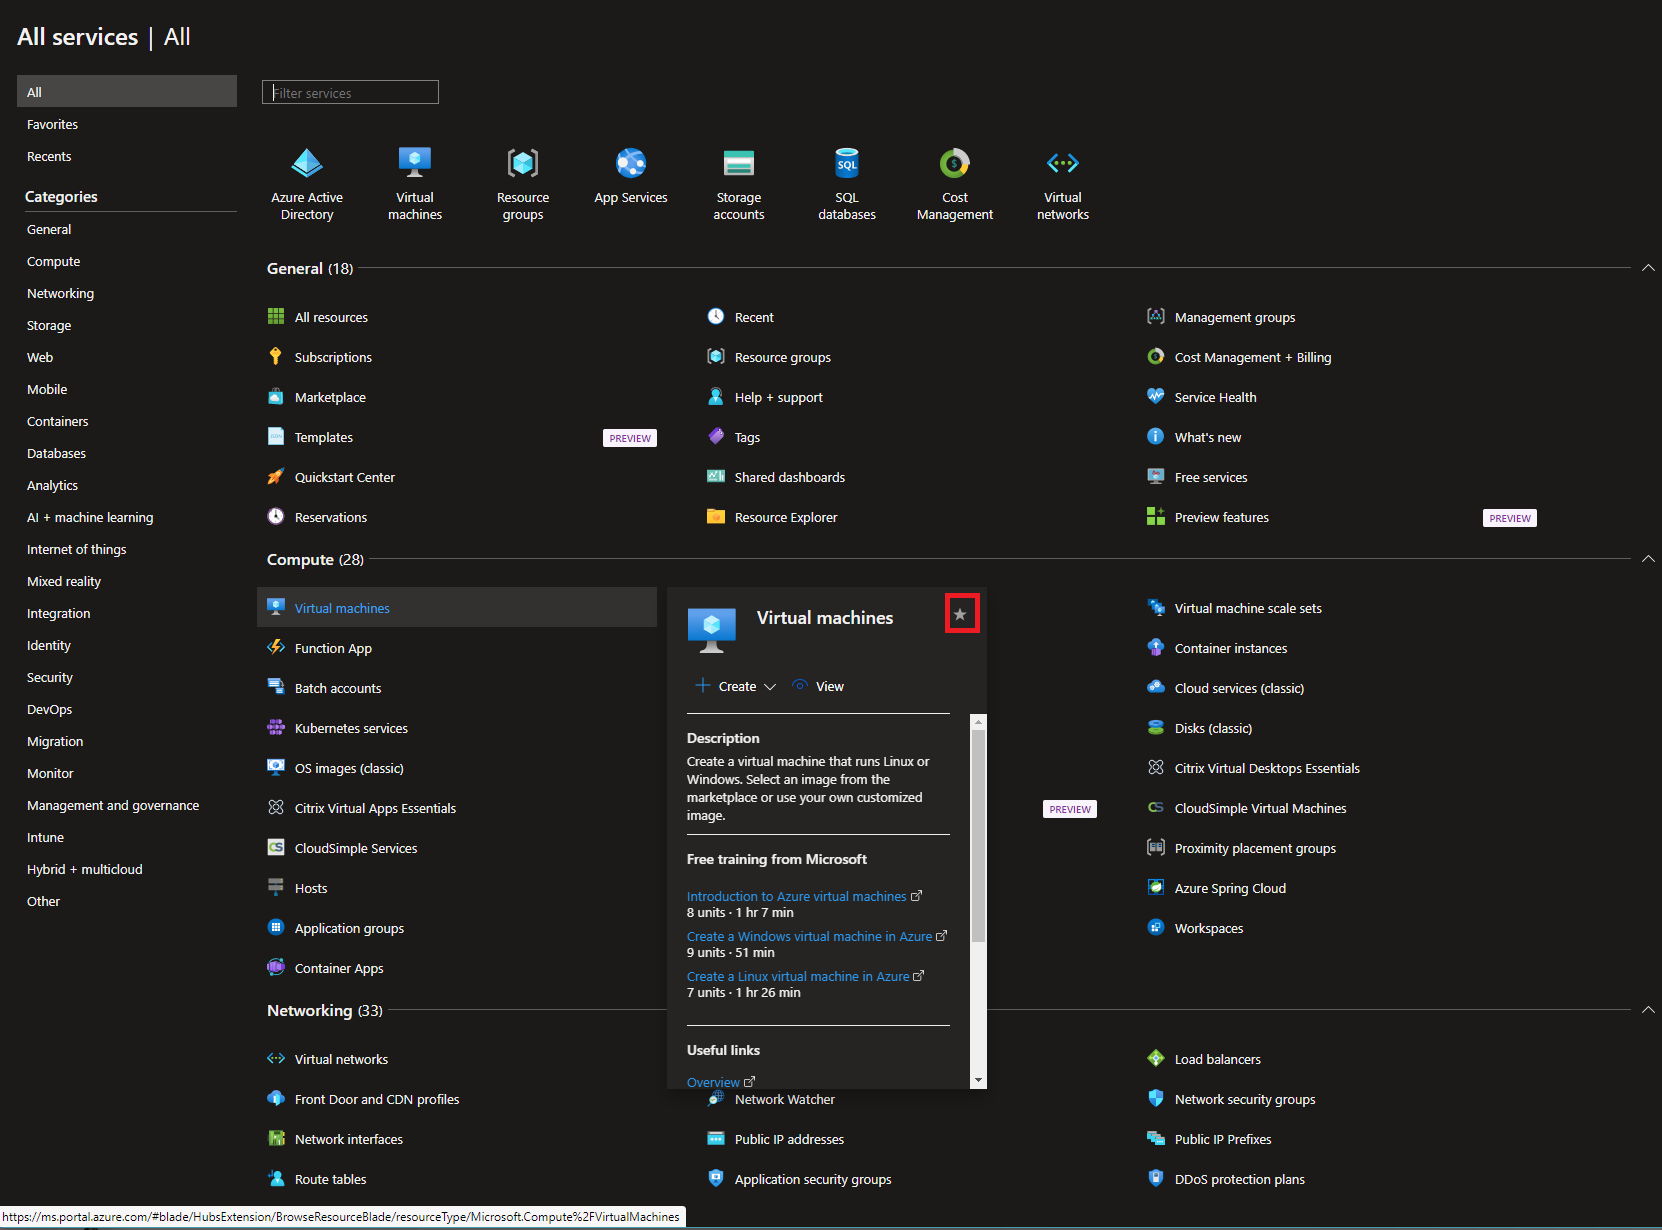 All services | All
All
Favorites
Recents
Categories
General
Compute
Networking
Storage
Web
Mobile
Containers
Databases
Analytics
AI + machine learning
Internet of things
Mixed reality
Integration
Identity
Security
DevOps
Migration
Monitor
Management and governance
Intune
Hybrid + multicloud
Other
Filter services
Azure Active
Directory
Virtual
machines
Resource
groups
App Services
Storage
accounts
SQL
SQL
databases
Cost
Management
Virtual
networks
General (18)
All resources
Recent
Management groups
Subscriptions
Resource groups
Cost Management + Billing
Marketplace
Help + support
Service Health
Templates
PREVIEW
Tags
What's new
Quickstart Center
Shared dashboards
Free services
Reservations
Resource Explorer
Preview features
PREVIEW
Compute (28)
Virtual machines
Function App
Batch accounts
Kubernetes services
OS images (classic)
Citrix Virtual Apps Essentials
CS
CloudSimple Services
Hosts
Application groups
Container Apps
Virtual machines
Create
View
Description
Create a virtual machine that runs Linux or
Windows. Select an image from the
marketplace or use your own customized
image.
Free training from Microsoft
Introduction to Azure virtual machines
8 units · 1 hr 7 min
Create a Windows virtual machine in Azure
9 units · 51 min
Create a Linux virtual machine in Azure
7 units · 1 hr 26 min
Useful links
Overview
PREVIEW
Virtual machine scale sets
Container instances
Cloud services (classic)
Disks (classic)
Citrix Virtual Desktops Essentials
CS
CloudSimple Virtual Machines
Proximity placement groups
Azure Spring Cloud
Workspaces
Networking (33)
Virtual networks
Load balancers
Front Door and CDN profiles
Network Watcher
Network security groups
Network interfaces
Public IP addresses
Public IP Prefixes
Route tables
Application security groups
DDoS protection plans
https://ms.portal.azure.com/#blade/HubsExtension/BrowseResourceBlade/resourceType/Microsoft.Compute%2FVirtualMachines